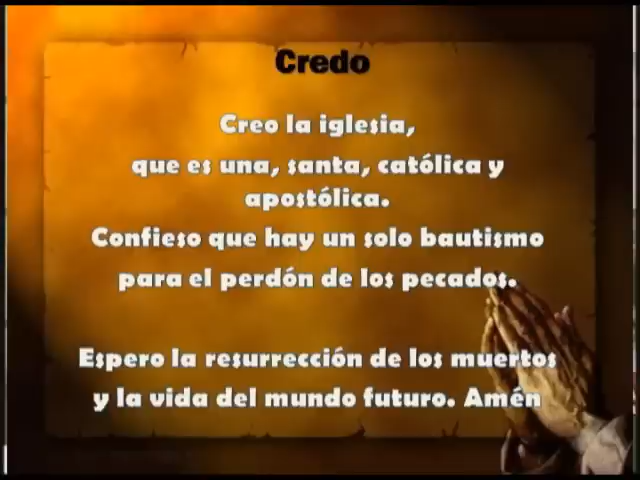 Credo
Creo la iglesia,
que es una, santa, católica y
apostólica.
Confieso que hay un solo bautismo
para el perdón de los pecados.
Espero la resurrección de los muertos
y la vida del mundo futuro. Amén